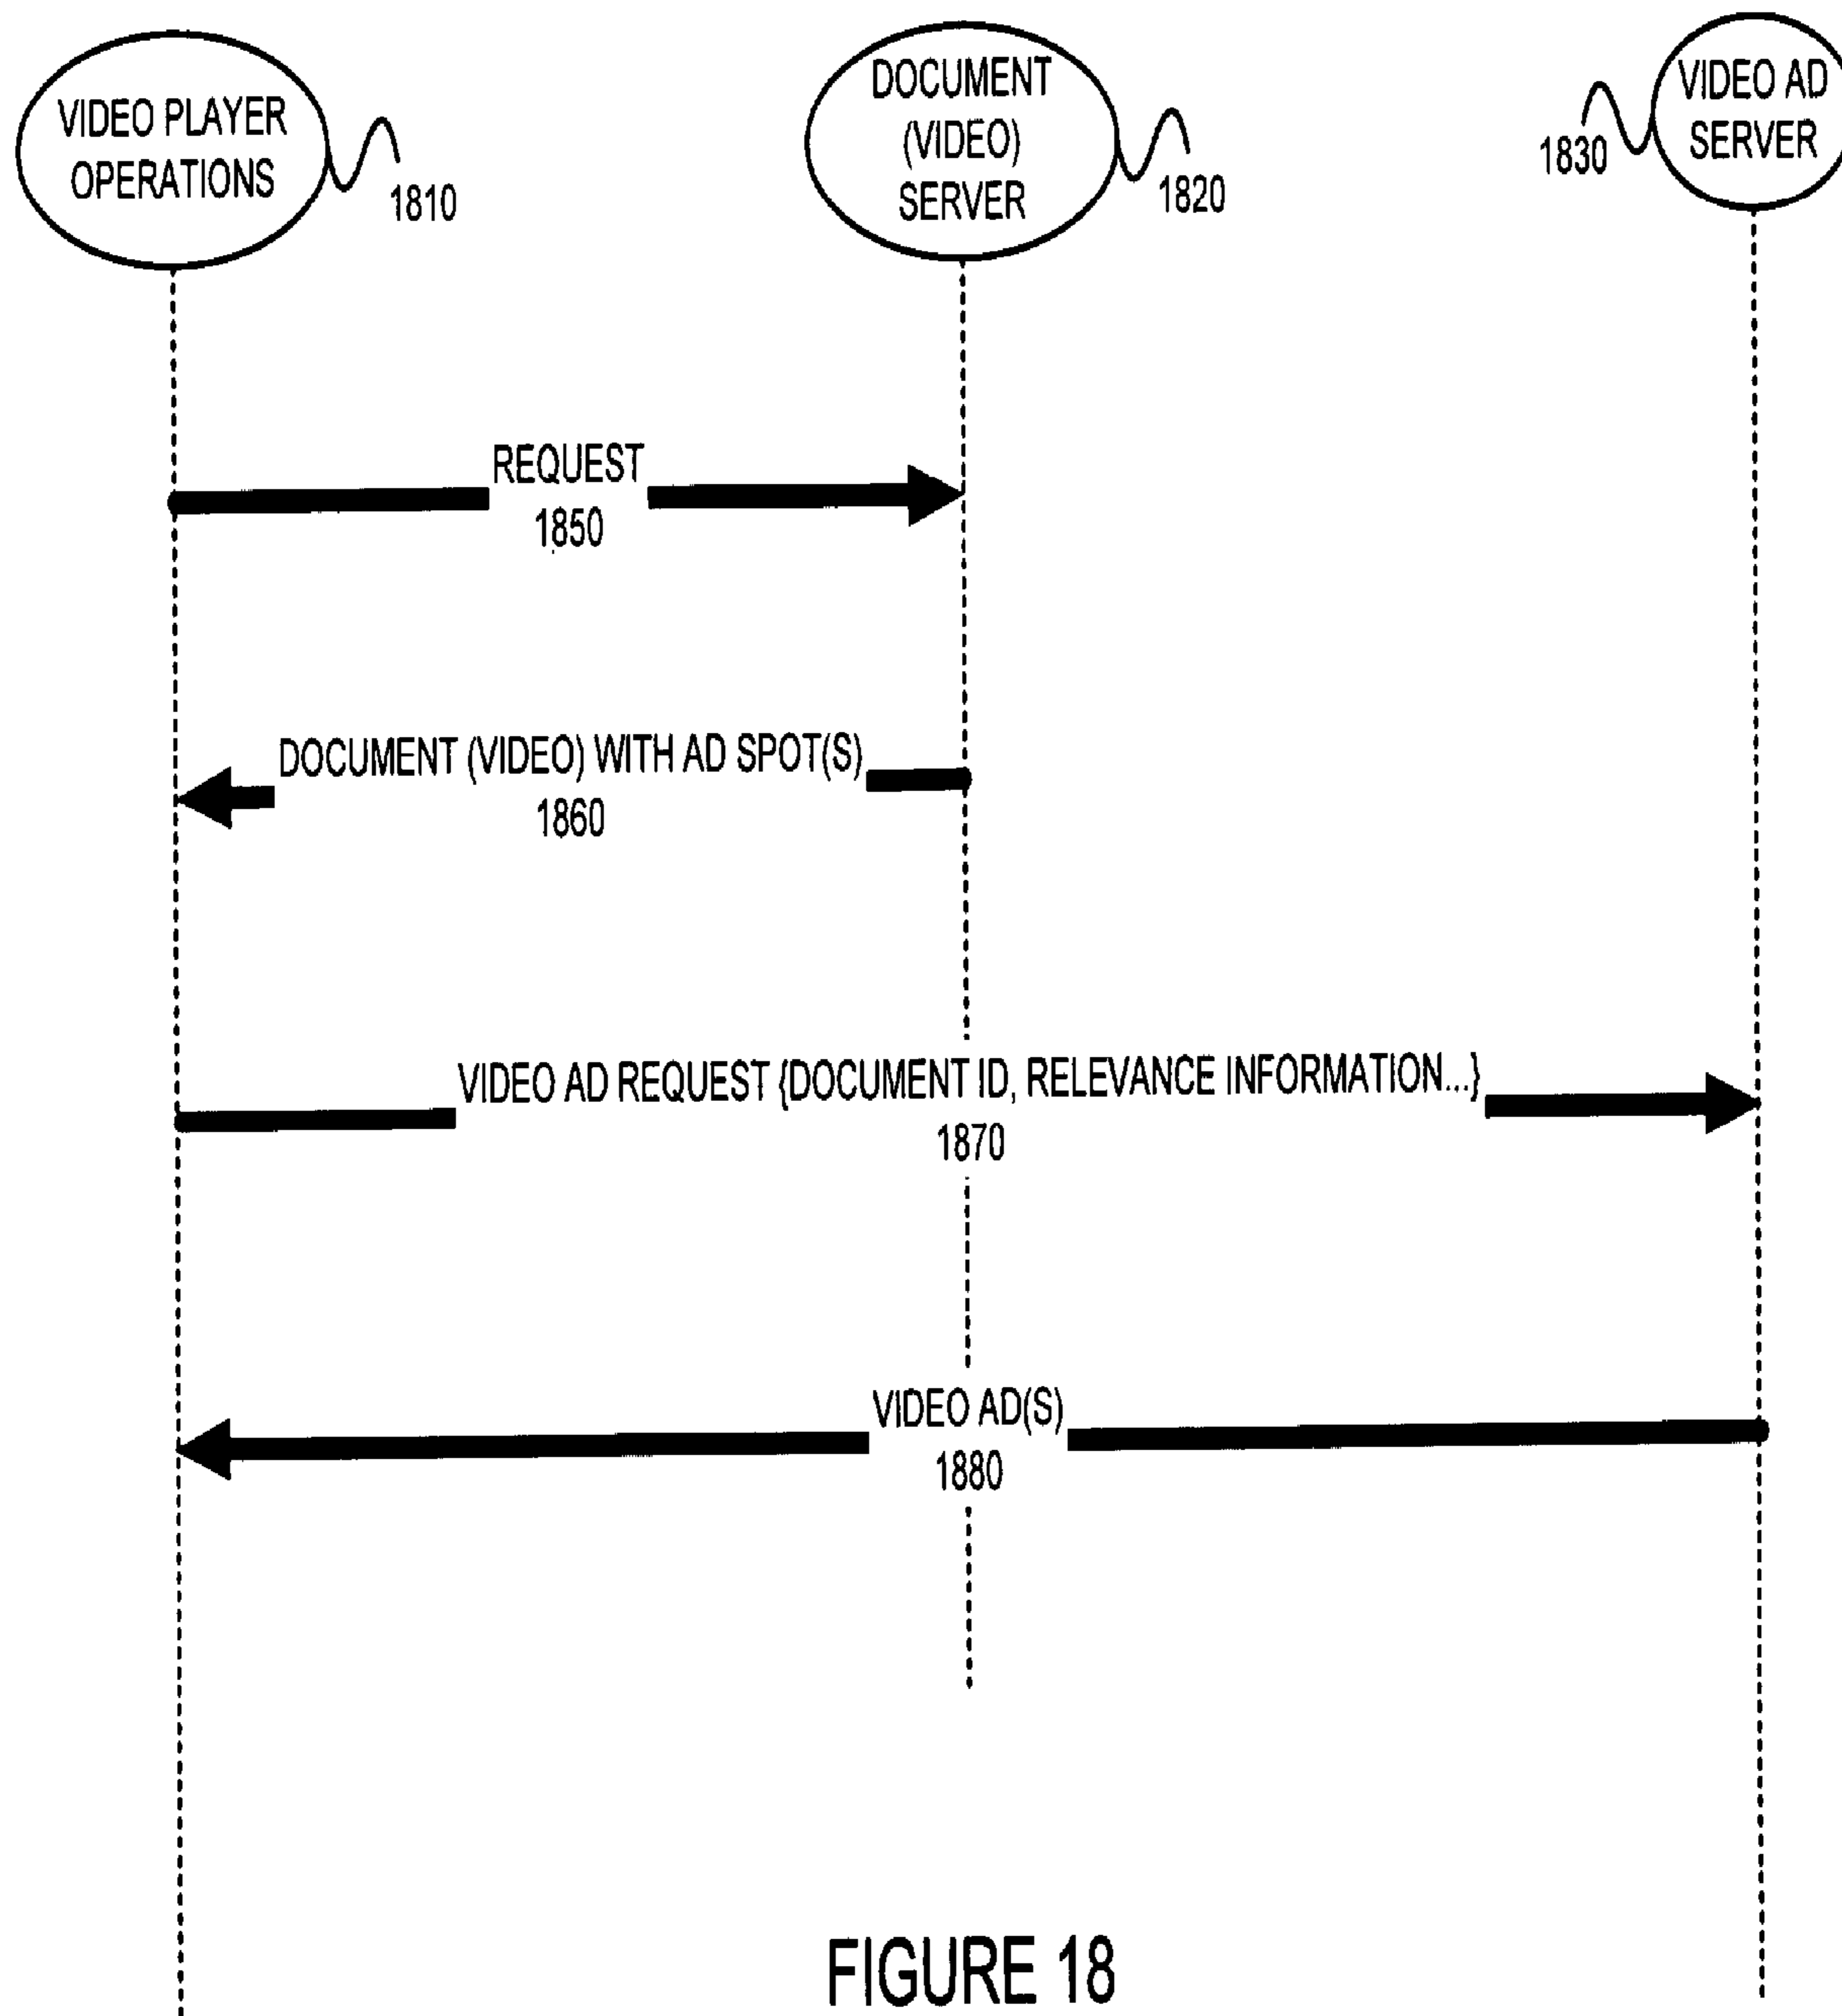 VIDEO PLAYER
OPERATIONS
1810
DOCUMENT
(VIDEO)
SERVER
1820
1830
VIDEO AD
SERVER
REQUEST
1850
DOCUMENT (VIDEO) WITH AD SPOT(S)
1860
VIDEO AD REQUEST {DOCUMENT ID, RELEVANCE INFORMATION...}
1870
VIDEO AD(S)
1880
FIGURE 18